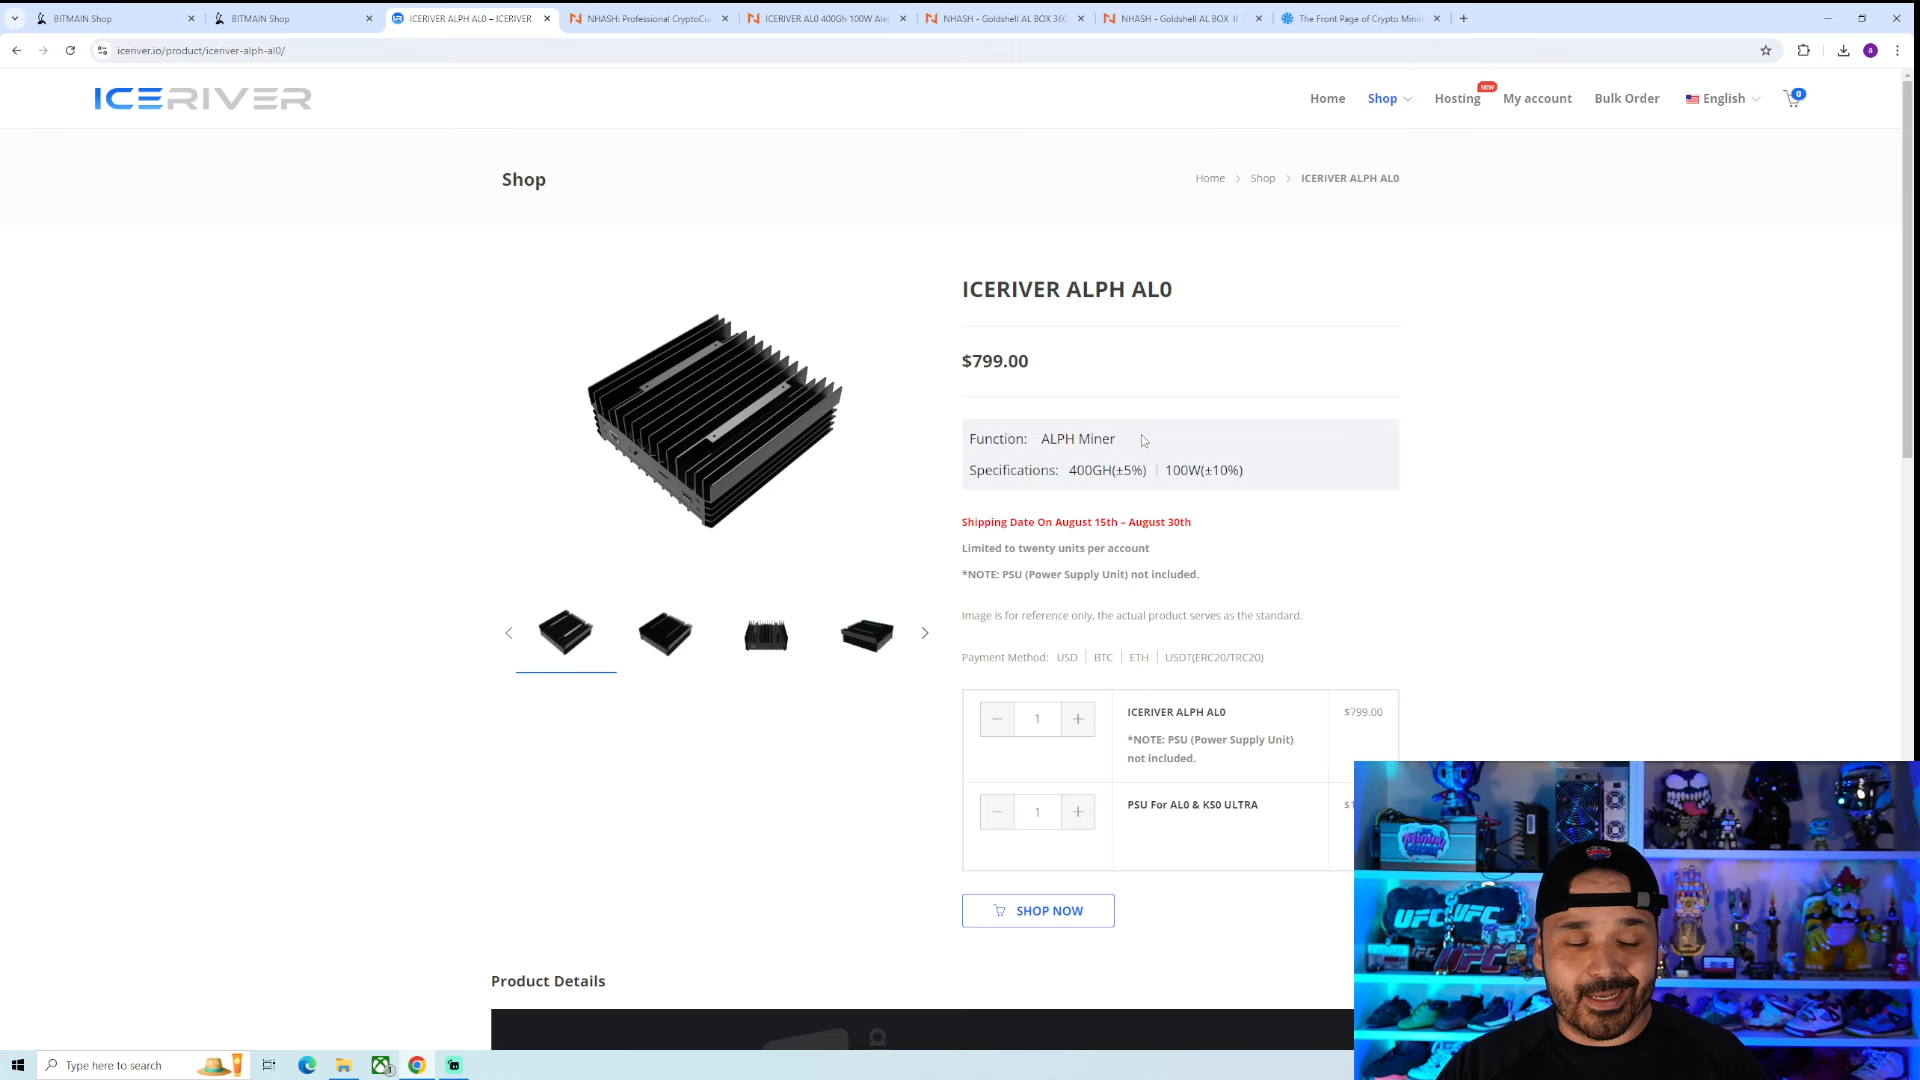 BITMAIN Shop
BITMAIN Shop
ICERIVER ALPH AL0 – ICERIVER
NHASH: Professional CryptoCur
ICERIVER AL0 400Gh 100W Ale
NHASH - Goldshell AL BOX 360
NHASH - Goldshell AL BOX II 2
The Front Page of Crypto Minin
iceriver.io/product/iceriver-alph-al0/
a
ICERIVER
Home
Shop
Hosting
NEW
My account
Bulk Order
English
0
Shop
Home > Shop > ICERIVER ALPH AL0
ICERIVER ALPH AL0
$799.00
Function: ALPH Miner
Specifications: 400GH(±5%) | 100W(±10%)
Shipping Date On August 15th – August 30th
Limited to twenty units per account
*NOTE: PSU (Power Supply Unit) not included.
Image is for reference only, the actual product serves as the standard.
Payment Method: USD | BTC | ETH | USDT(ERC20/TRC20)
1
ICERIVER ALPH AL0
$799.00
*NOTE: PSU (Power Supply Unit)
not included.
1
PSU For AL0 & KS0 ULTRA
SHOP NOW
Product Details
UFC UFC
UFC
Type here to search